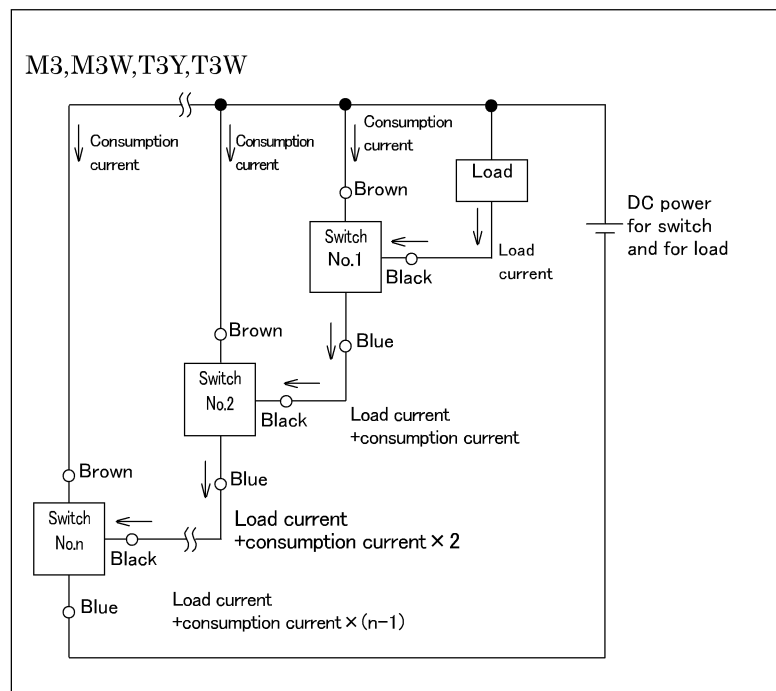 M3,M3W,T3Y,T3W
Consumption
current
Consumption
current
Consumption
current
Load
DC power
for switch
and for load
Brown
Switch
No.1
Black
Load
current
Brown
Blue
Switch
No.2
Black
Load current
+consumption current
Brown
Blue
Switch
No.n
Black
Load current
+consumption current×2
Blue
Load current
+consumption current×(n-1)